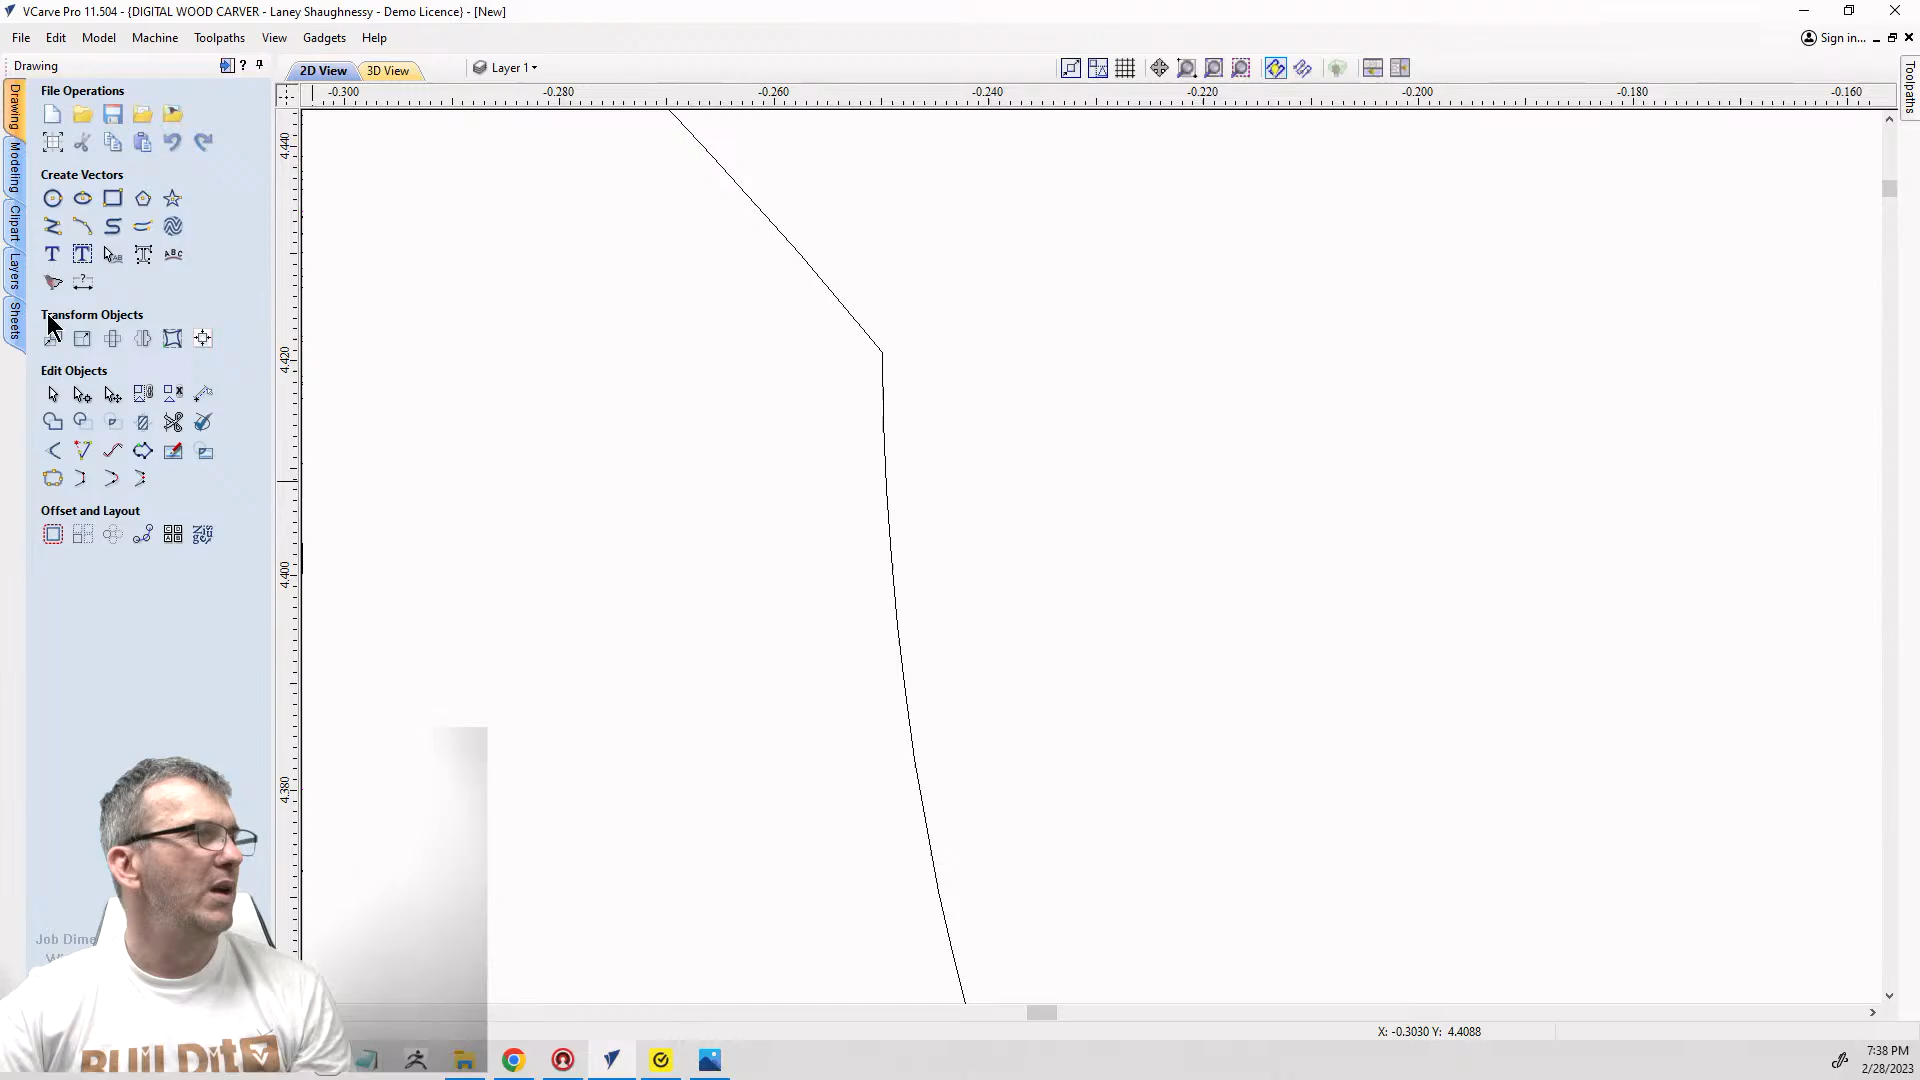 VCarve Pro 11.504 - {DIGITAL WOOD CARVER - Laney Shaughnessy - Demo Licence} - [New]
File Edit Model Machine Toolpaths View Gadgets Help
Sign in...
Drawing
2D View
3D View
Layer 1
Toolpaths
Drawing
Modeling
Clipart
Layers
Sheets
File Operations
Create Vectors
Transform Objects
Edit Objects
Offset and Layout
Job Dime
-0.300 -0.280 -0.260 -0.240 -0.220 -0.200 -0.180 -0.160
4.440
4.420
4.400
4.380
X: -0.3030 Y: 4.4088
BUILDit
7:38 PM
2/28/2023